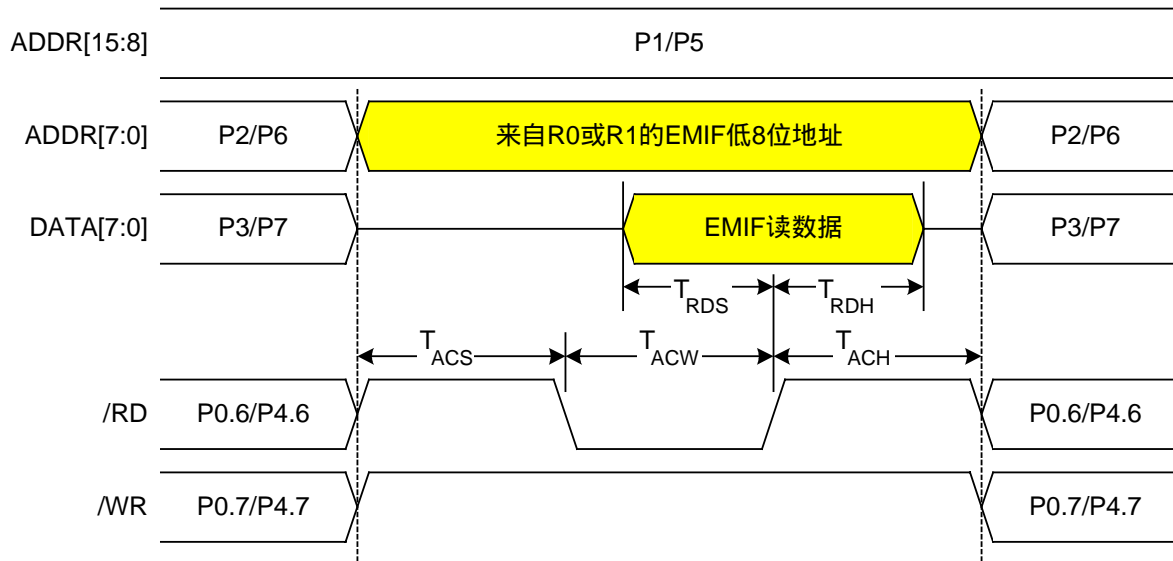 ADDR[15:8] P1/P5
ADDR[7:0] P2/P6 来自R0或R1的EMIF低8位地址 P2/P6
DATA[7:0] P3/P7 EMIF读数据 P3/P7
TRDS TRDH
TACS TACW TACH
/RD P0.6/P4.6 P0.6/P4.6
/WR P0.7/P4.7 P0.7/P4.7